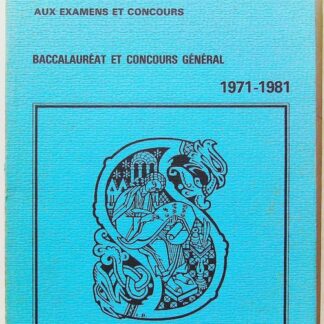 AUX EXAMENS ET CONCOURS
BACCALAURÉAT ET CONCOURS GÉNÉRAL
1971-1981